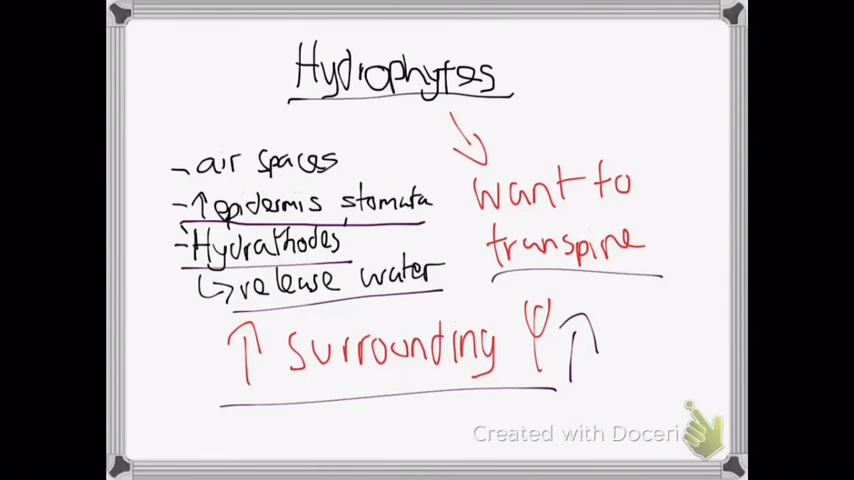 Hydrophytes
- air spaces
- ↑ epidermis stomata
- Hydrathodes
↳ release water
want to
transpire
↑ surrounding Ψ ↑
Created with Doceri